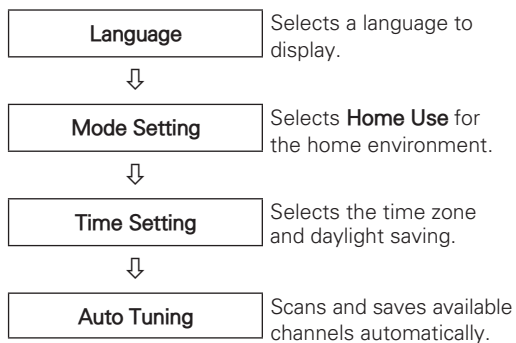 Language
Selects a language to
display.
Mode Setting
Selects Home Use for
the home environment.
Time Setting
Selects the time zone
and daylight saving.
Auto Tuning
Scans and saves available
channels automatically.